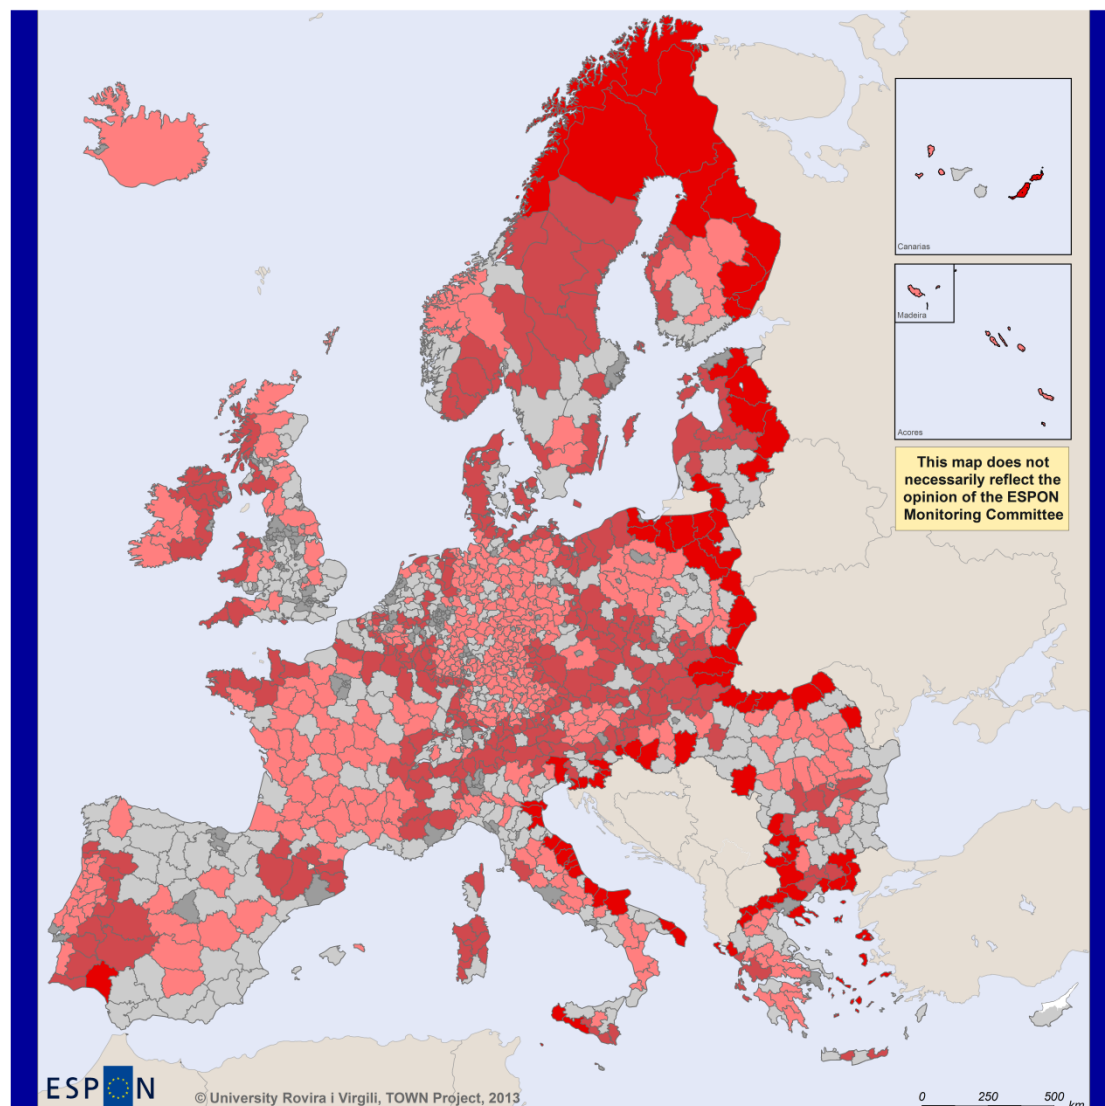 Canarias
Madeira
Acores
This map does not
necessarily reflect the
opinion of the ESPON
Monitoring Committee
ESPON
© University Rovira i Virgili, TOWN Project, 2013
0 250 500
km